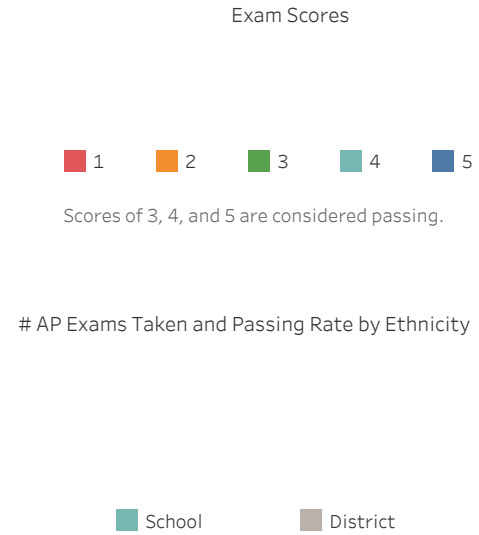 Exam Scores
1 2 3 4 5
Scores of 3, 4, and 5 are considered passing.
# AP Exams Taken and Passing Rate by Ethnicity
School District